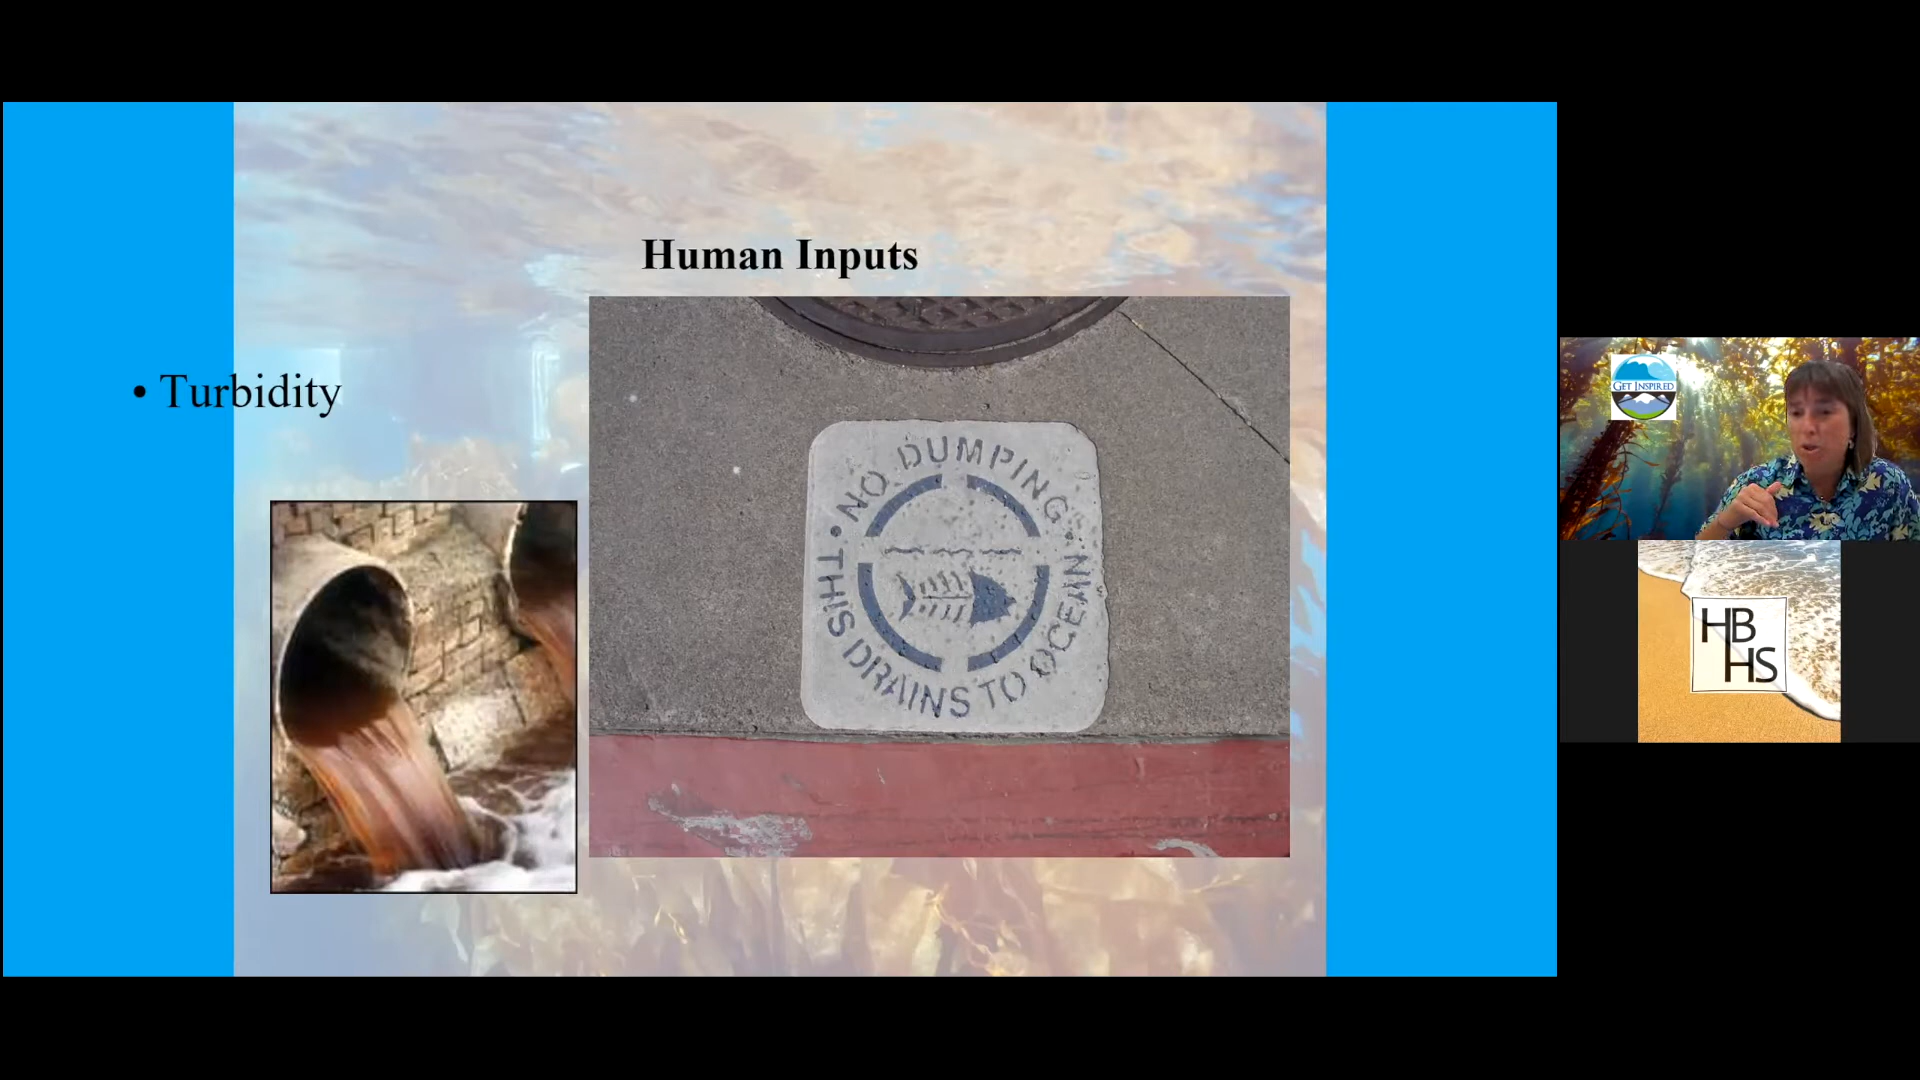 Human Inputs
• Turbidity
NO DUMPING
THIS DRAINS TO OCEAN
GET INSPIRED
HB
HS